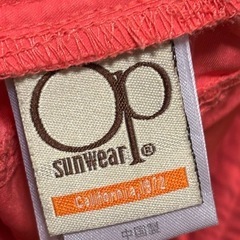 Op
sunwear®
California, 1972
中国製